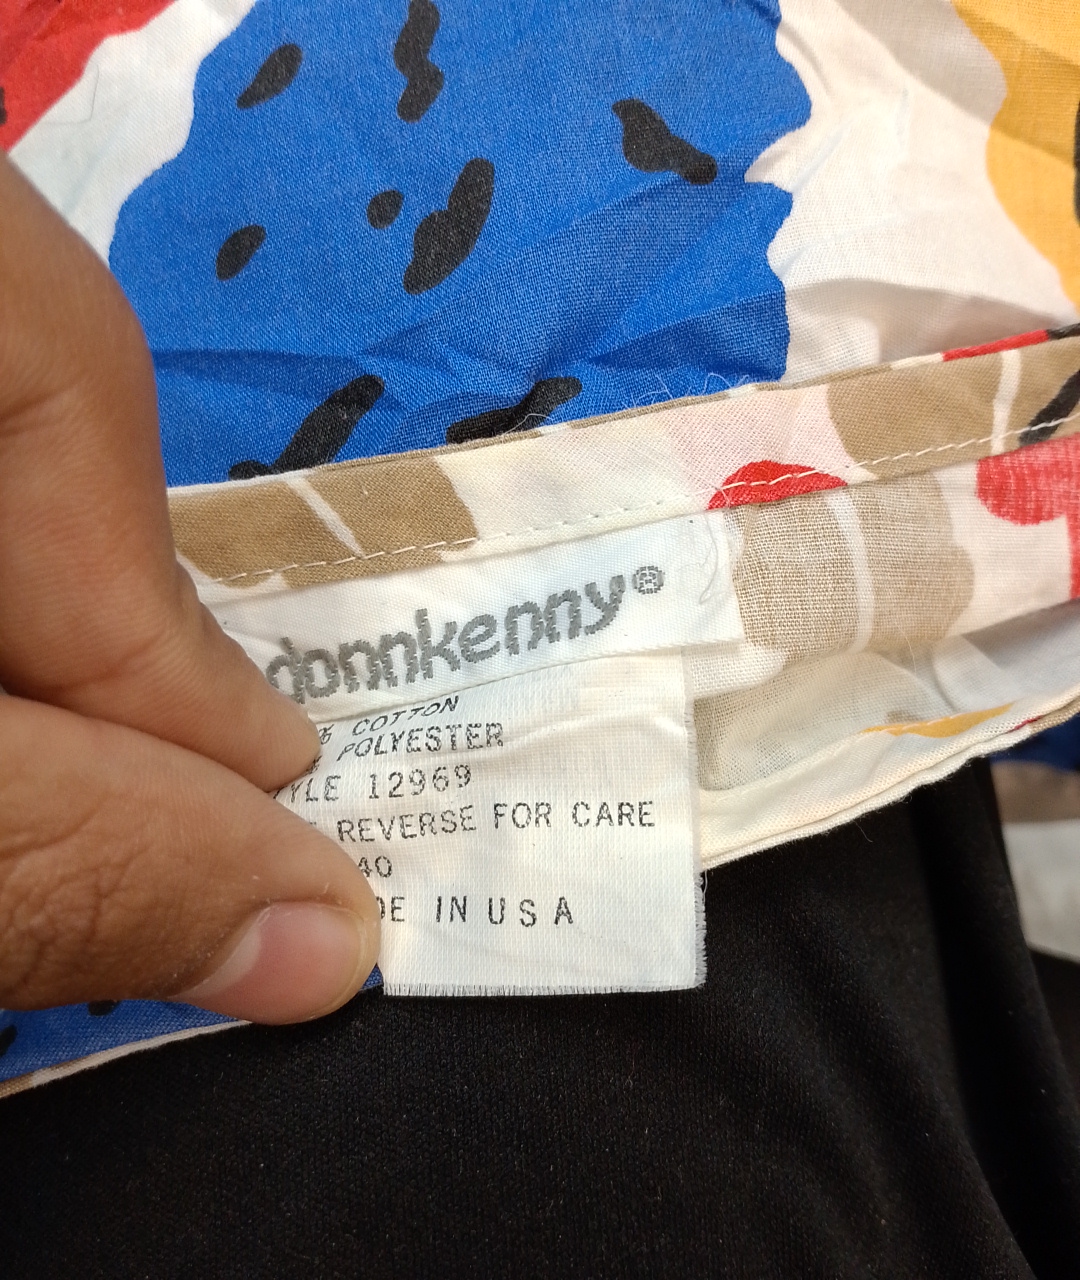 donnkenny®
% COTTON
% POLYESTER
YLE 12969
REVERSE FOR CARE
40
DE IN USA